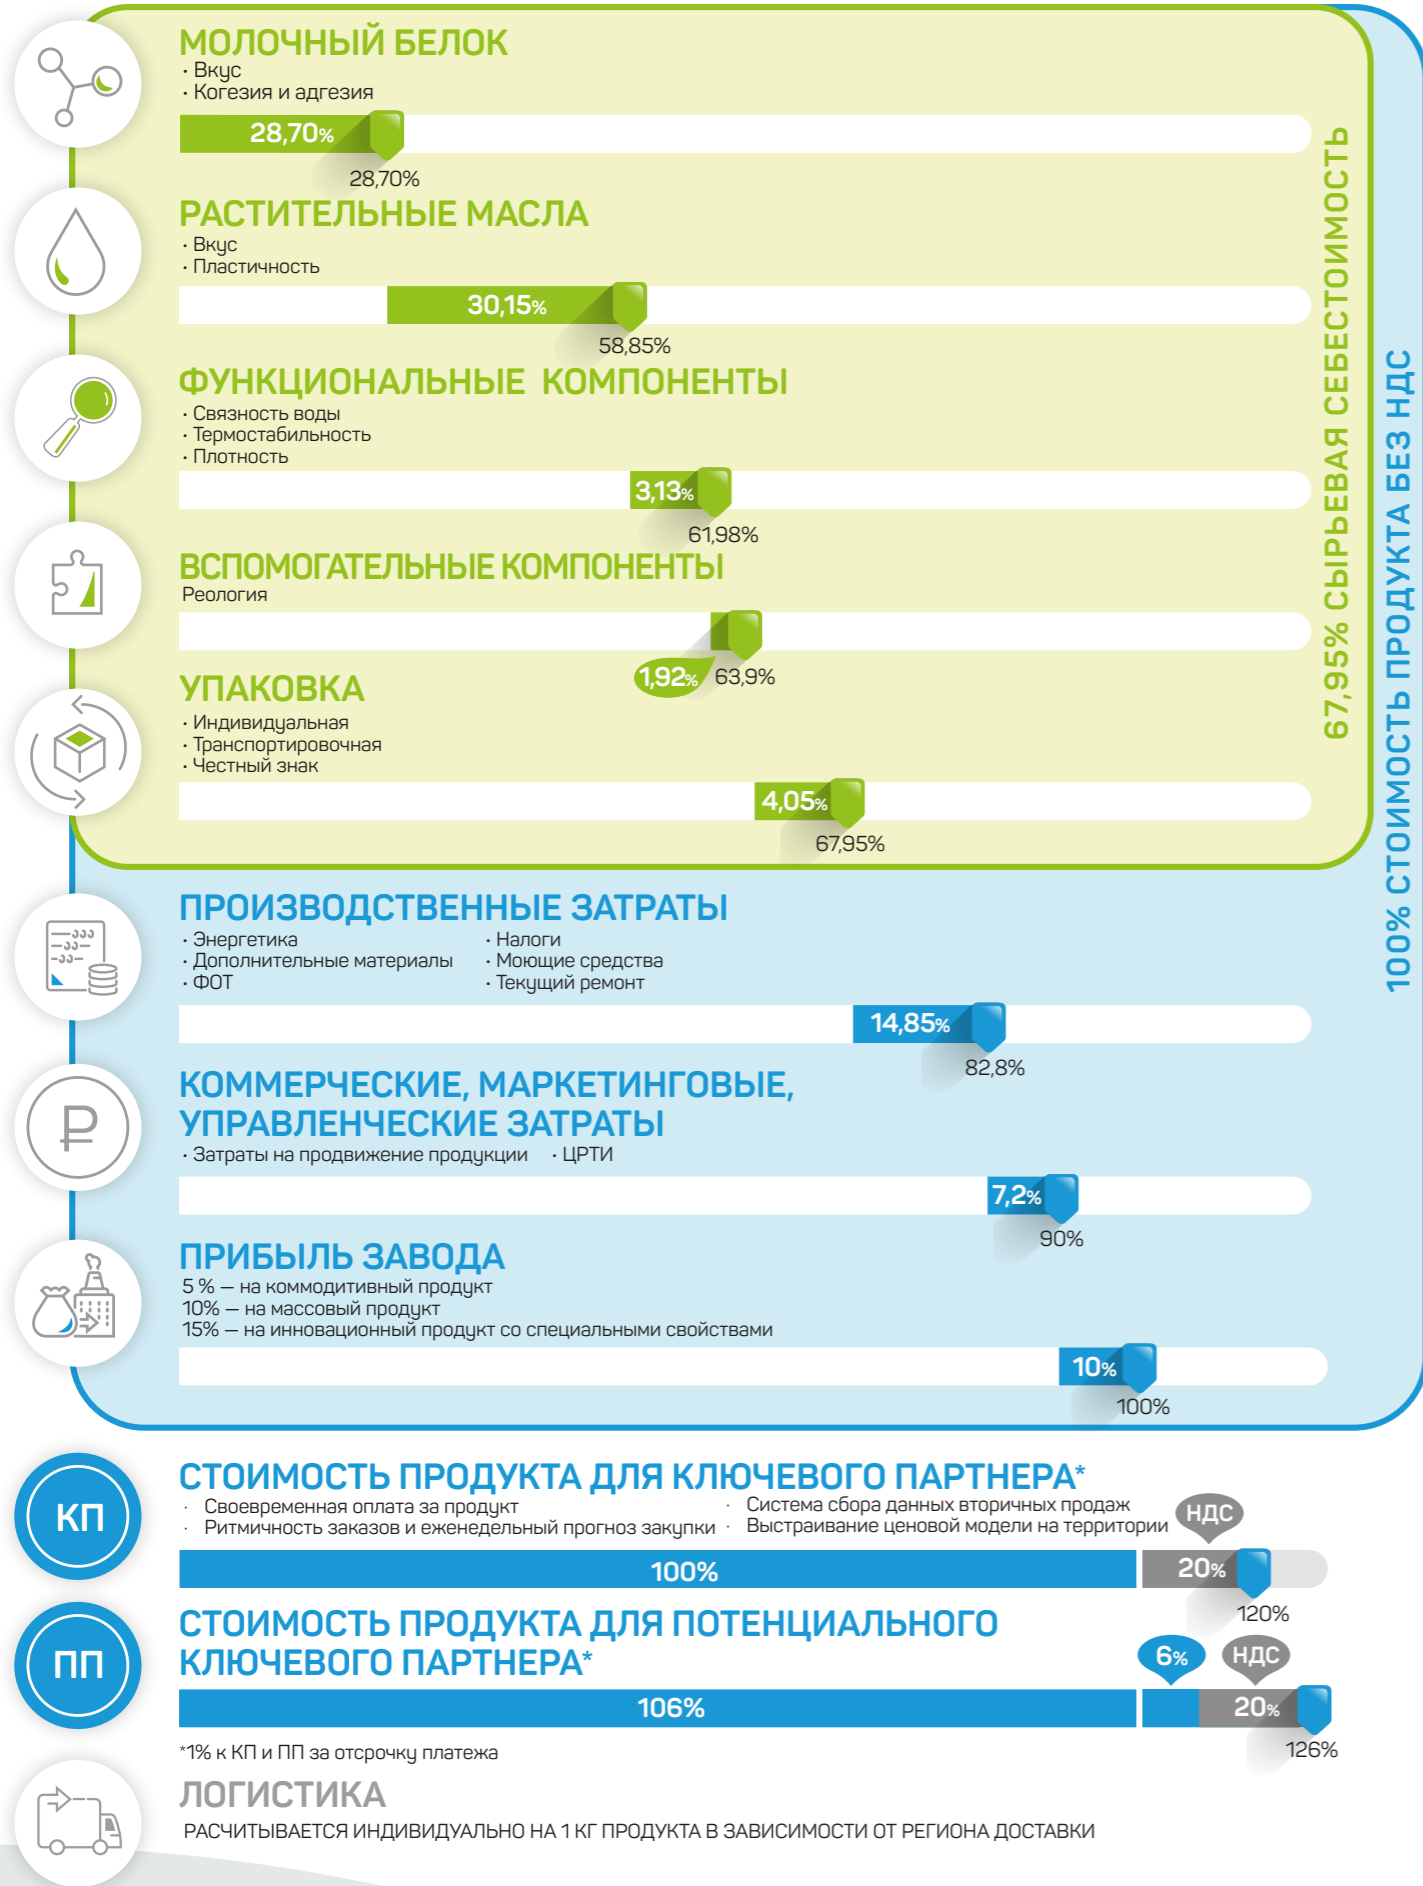 МОЛОЧНЫЙ БЕЛОК
· Вкус
· Когезия и адгезия
28,70%
28,70%
РАСТИТЕЛЬНЫЕ МАСЛА
· Вкус
· Пластичность
30,15%
58,85%
ФУНКЦИОНАЛЬНЫЕ КОМПОНЕНТЫ
· Связность воды
· Термостабильность
· Плотность
3,13%
61,98%
ВСПОМОГАТЕЛЬНЫЕ КОМПОНЕНТЫ
Реология
1,92%
63,9%
УПАКОВКА
· Индивидуальная
· Транспортировочная
· Честный знак
4,05%
67,95%
67,95% СЫРЬЕВАЯ СЕБЕСТОИМОСТЬ
ПРОИЗВОДСТВЕННЫЕ ЗАТРАТЫ
· Энергетика
· Дополнительные материалы
· ФОТ
· Налоги
· Моющие средства
· Текущий ремонт
14,85%
82,8%
КОММЕРЧЕСКИЕ, МАРКЕТИНГОВЫЕ,
УПРАВЛЕНЧЕСКИЕ ЗАТРАТЫ
· Затраты на продвижение продукции · ЦРТИ
7,2%
90%
ПРИБЫЛЬ ЗАВОДА
5 % — на коммодитивный продукт
10% — на массовый продукт
15% — на инновационный продукт со специальными свойствами
10%
100%
100% СТОИМОСТЬ ПРОДУКТА БЕЗ НДС
КП
СТОИМОСТЬ ПРОДУКТА ДЛЯ КЛЮЧЕВОГО ПАРТНЕРА*
· Своевременная оплата за продукт
· Ритмичность заказов и еженедельный прогноз закупки
· Система сбора данных вторичных продаж
· Выстраивание ценовой модели на территории
НДС
100%
20%
120%
ПП
СТОИМОСТЬ ПРОДУКТА ДЛЯ ПОТЕНЦИАЛЬНОГО
КЛЮЧЕВОГО ПАРТНЕРА*
6%
НДС
106%
20%
126%
*1% к КП и ПП за отсрочку платежа
ЛОГИСТИКА
РАСЧИТЫВАЕТСЯ ИНДИВИДУАЛЬНО НА 1 КГ ПРОДУКТА В ЗАВИСИМОСТИ ОТ РЕГИОНА ДОСТАВКИ